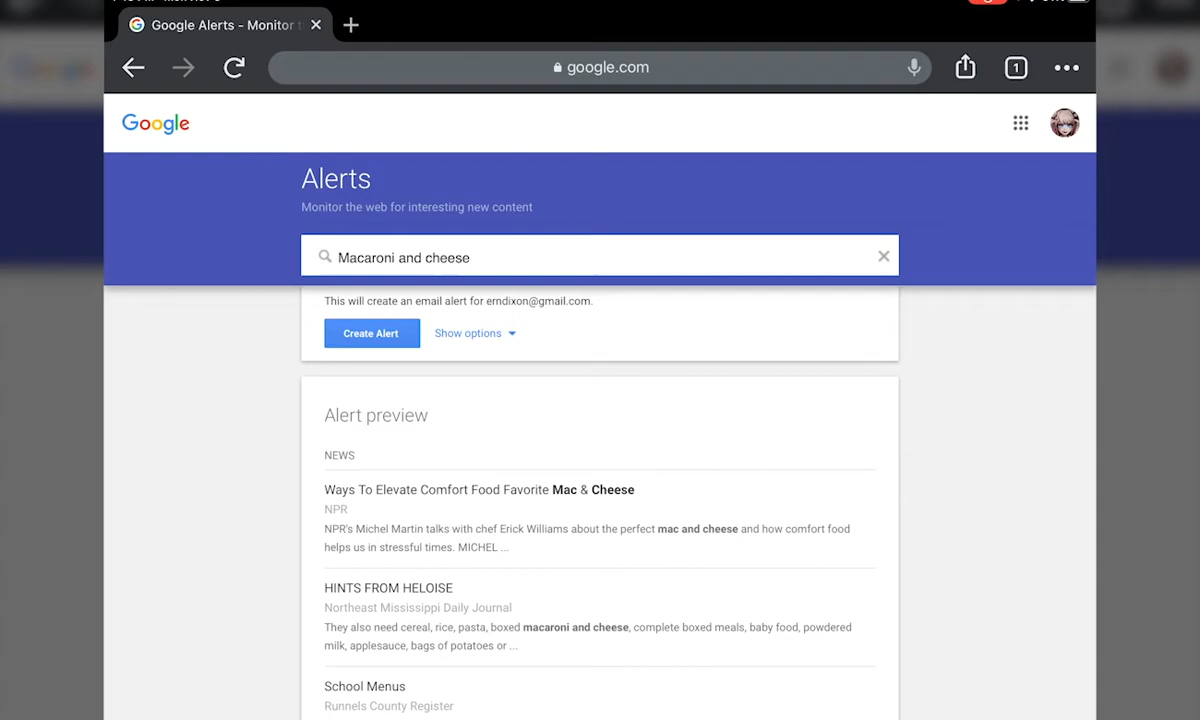 Google Alerts - Monitor t
google.com
1
Google
Alerts
Monitor the web for interesting new content
Macaroni and cheese
This will create an email alert for erndixon@gmail.com.
Create Alert
Show options
Alert preview
NEWS
Ways To Elevate Comfort Food Favorite Mac & Cheese
NPR
NPR's Michel Martin talks with chef Erick Williams about the perfect mac and cheese and how comfort food
helps us in stressful times. MICHEL ...
HINTS FROM HELOISE
Northeast Mississippi Daily Journal
They also need cereal, rice, pasta, boxed macaroni and cheese, complete boxed meals, baby food, powdered
milk, applesauce, bags of potatoes or ...
School Menus
Runnels County Register